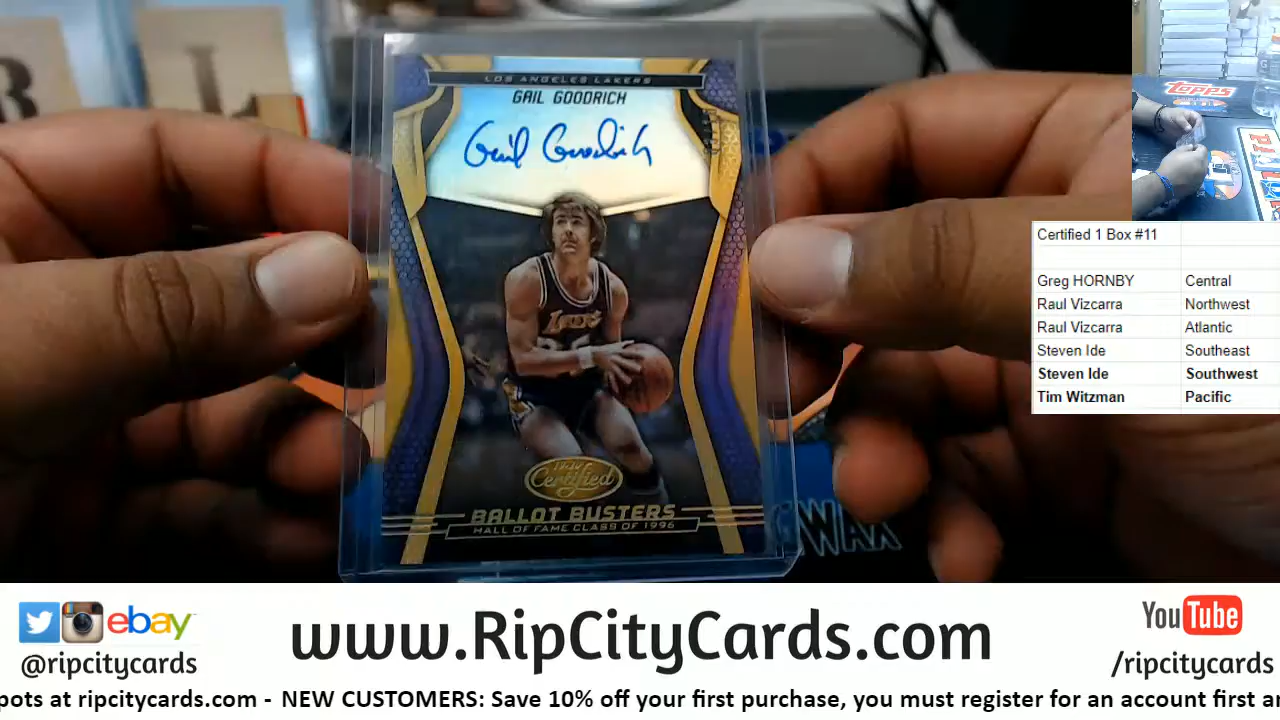 LOS ANGELES LAKERS
GAIL GOODRICH
Gail Goodrich
Lakers
Certified
BALLOT BUSTERS
HALL OF FAME CLASS OF 1996
WAX
R
L
TOPPS
Certified 1 Box #11
Greg HORNBY Central
Raul Vizcarra Northwest
Raul Vizcarra Atlantic
Steven Ide Southeast
Steven Ide Southwest
Tim Witzman Pacific
ebay
@ripcitycards
www.RipCityCards.com
YouTube
/ripcitycards
pots at ripcitycards.com - NEW CUSTOMERS: Save 10% off your first purchase, you must register for an account first a